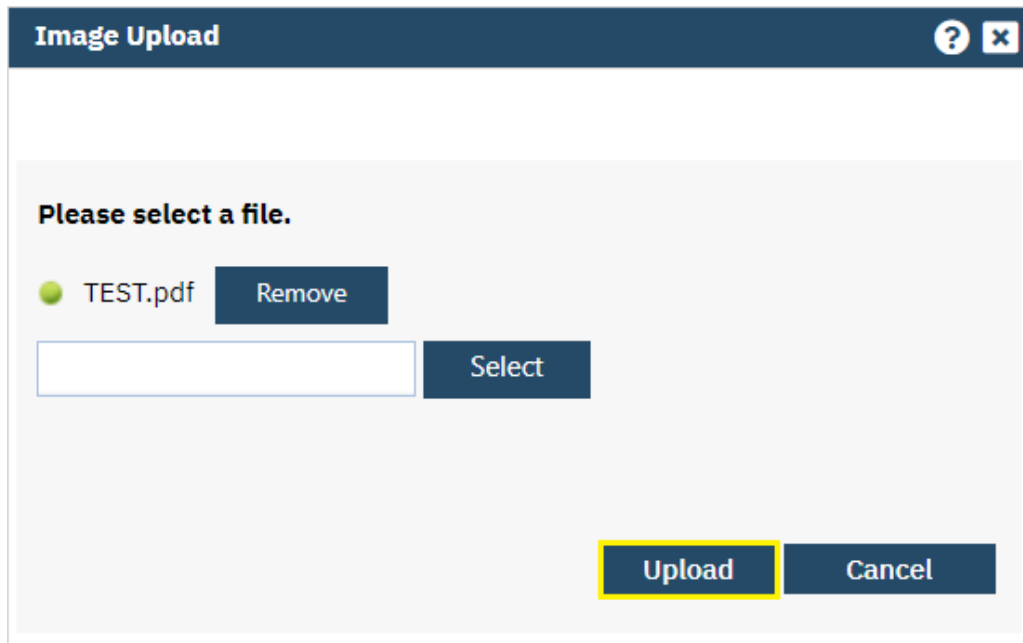 Image Upload ?
Please select a file.
TEST.pdf Remove
Select
Upload Cancel